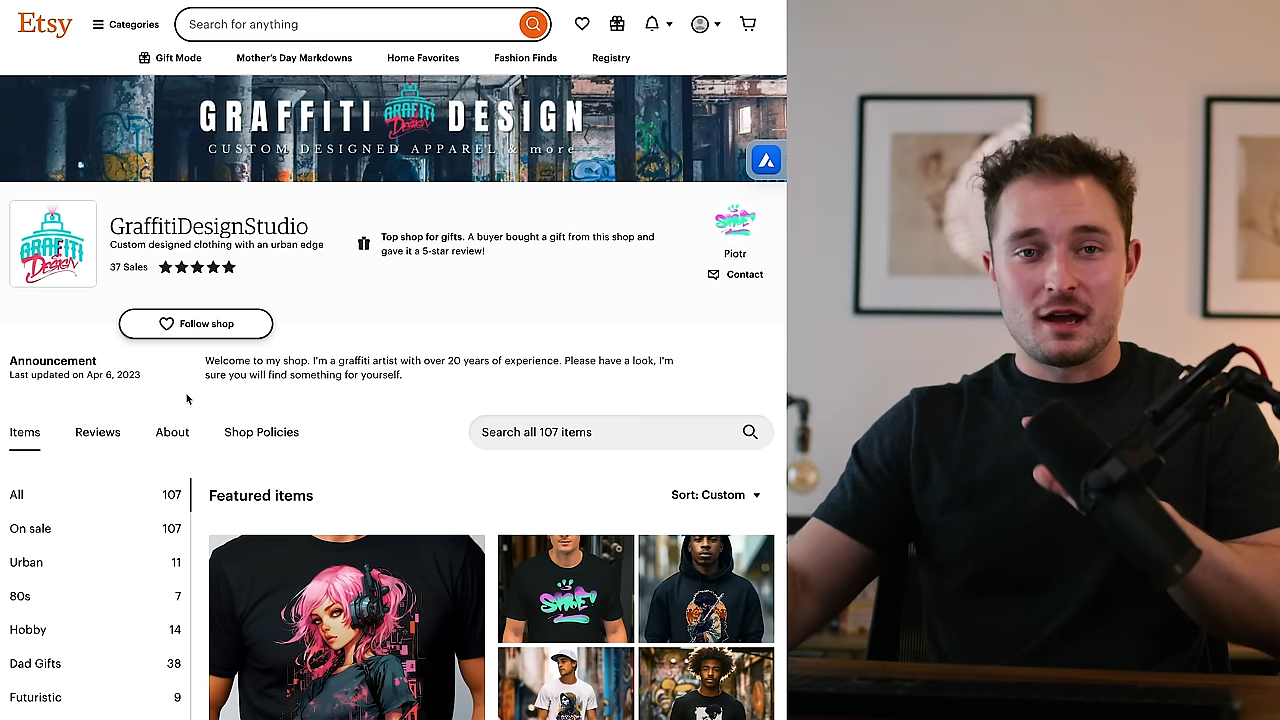 Etsy
Categories
Search for anything
Gift Mode
Mother's Day Markdowns
Home Favorites
Fashion Finds
Registry
GRAFFITI GRAFITI DESIGN DESIGN
CUSTOM DESIGNED APPAREL & more
GRAFITI
DESIGN
GraffitiDesignStudio
Custom designed clothing with an urban edge
37 Sales
Top shop for gifts. A buyer bought a gift from this shop and
gave it a 5-star review!
Piotr
Contact
Follow shop
Announcement
Last updated on Apr 6, 2023
Welcome to my shop. I'm a graffiti artist with over 20 years of experience. Please have a look, I'm
sure you will find something for yourself.
Items
Reviews
About
Shop Policies
Search all 107 items
All 107
On sale 107
Urban 11
80s 7
Hobby 14
Dad Gifts 38
Futuristic 9
Featured items
Sort: Custom